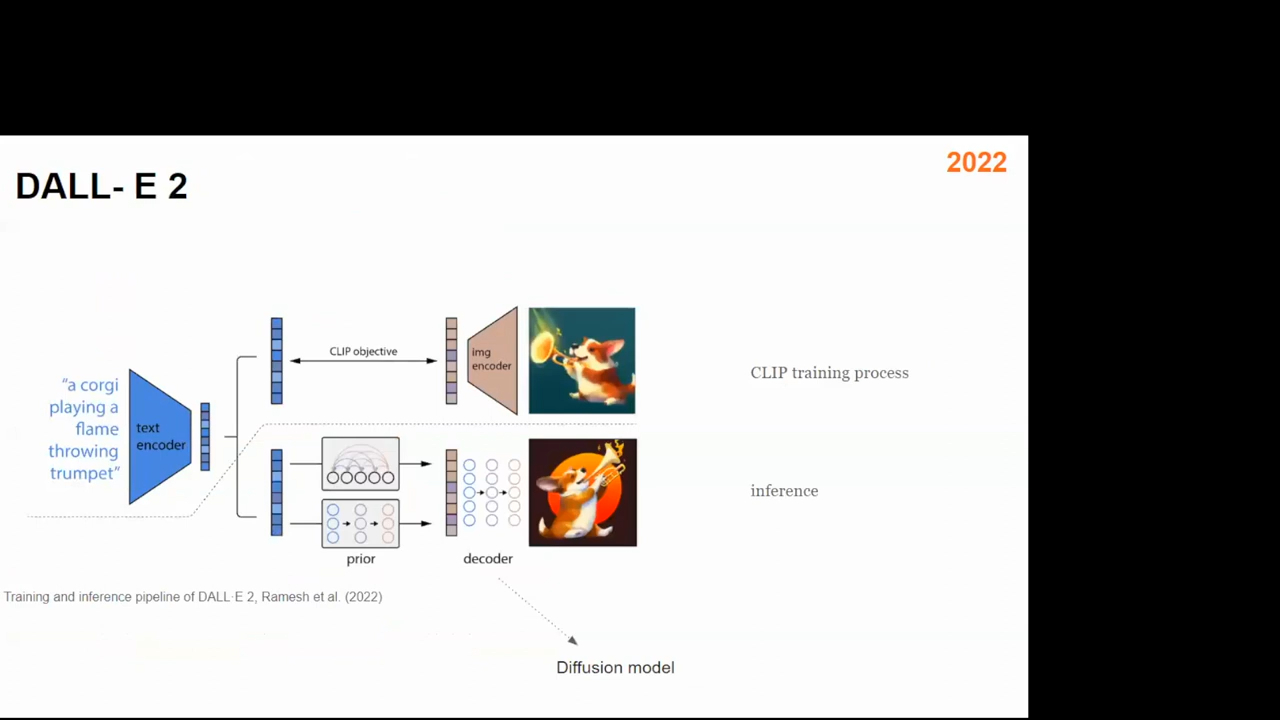 2022
DALL- E 2
CLIP objective
img
encoder
CLIP training process
"a corgi
playing a
flame
throwing
trumpet"
text
encoder
inference
prior
decoder
Training and inference pipeline of DALL·E 2, Ramesh et al. (2022)
Diffusion model